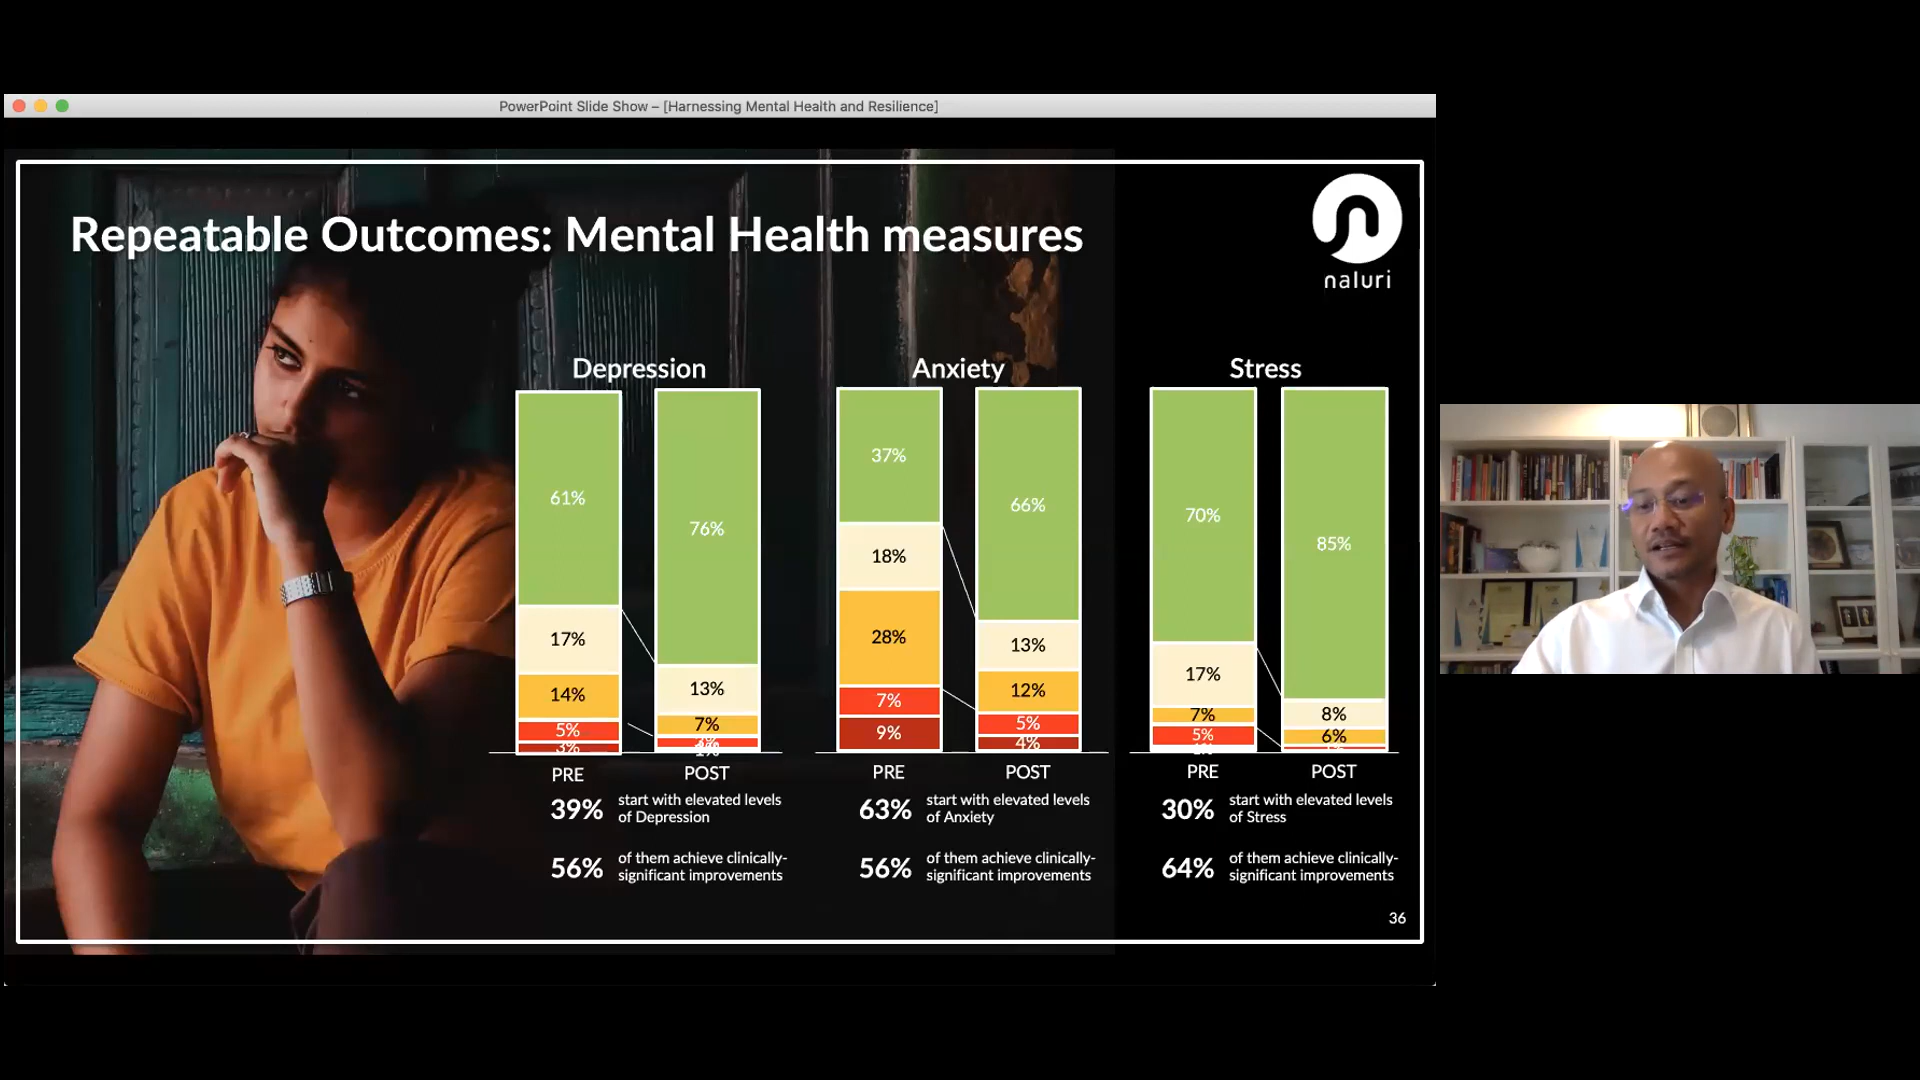 PowerPoint Slide Show – [Harnessing Mental Health and Resilience]
Repeatable Outcomes: Mental Health measures
naluri
Depression
Anxiety
Stress
61%
17%
14%
5%
3%
76%
13%
7%
37%
18%
28%
7%
9%
66%
13%
12%
5%
4%
70%
17%
7%
5%
85%
8%
6%
PRE
POST
PRE
POST
PRE
POST
39%
start with elevated levels
of Depression
56%
of them achieve clinically-
significant improvements
63%
start with elevated levels
of Anxiety
56%
of them achieve clinically-
significant improvements
30%
start with elevated levels
of Stress
64%
of them achieve clinically-
significant improvements
36